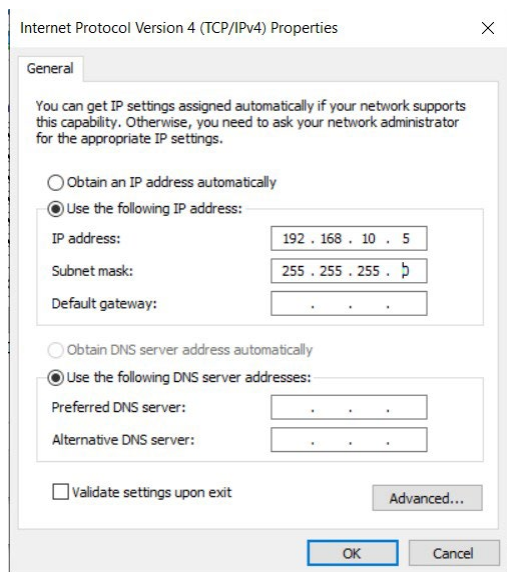 Internet Protocol Version 4 (TCP/IPv4) Properties
General
You can get IP settings assigned automatically if your network supports
this capability. Otherwise, you need to ask your network administrator
for the appropriate IP settings.
Obtain an IP address automatically
Use the following IP address:
IP address: 192 . 168 . 10 . 5
Subnet mask: 255 . 255 . 255 . 0
Default gateway: . . .
Obtain DNS server address automatically
Use the following DNS server addresses:
Preferred DNS server: . . .
Alternative DNS server: . . .
Validate settings upon exit
Advanced...
OK Cancel